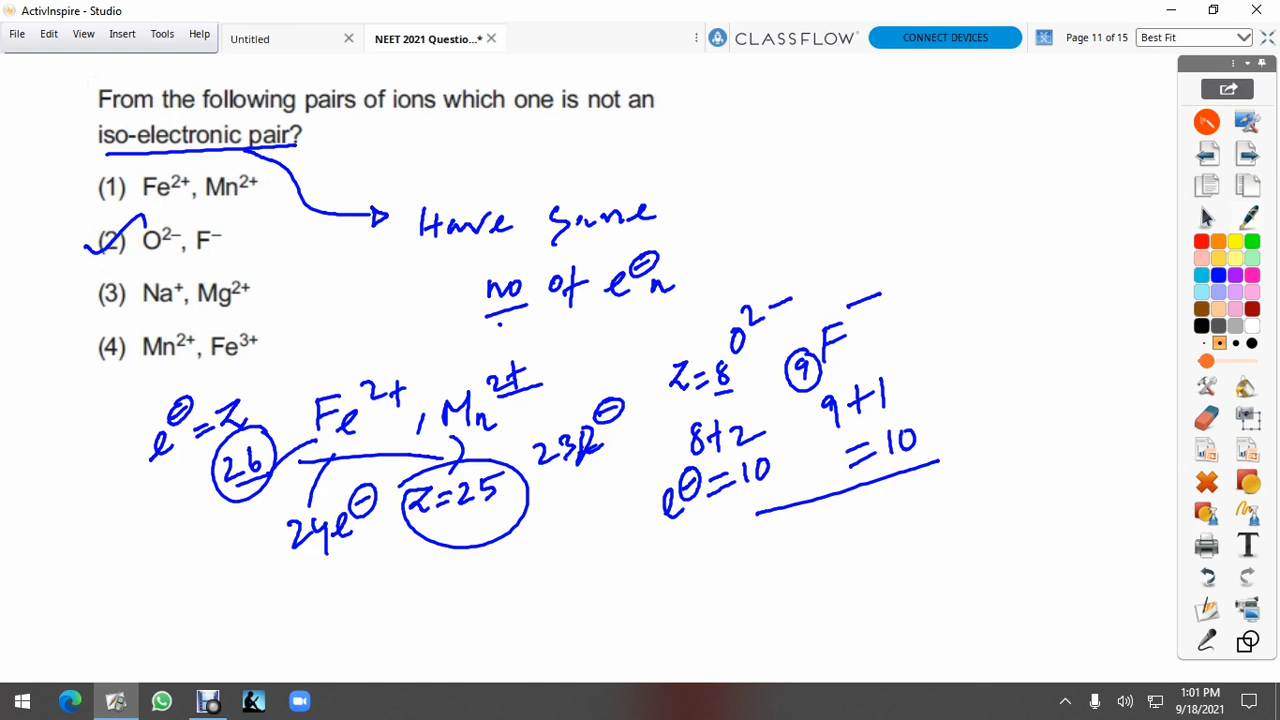 ActivInspire - Studio
File Edit View Insert Tools Help
Untitled
NEET 2021 Questio...*
CLASSFLOW
CONNECT DEVICES
Page 11 of 15
Best Fit
From the following pairs of ions which one is not an
iso-electronic pair?
(1) Fe²⁺, Mn²⁺
(2) O²⁻, F⁻
(3) Na⁺, Mg²⁺
(4) Mn²⁺, Fe³⁺
Have Same
no of e⊖n
e⊖ = Z
26
Fe²⁺, Mn²⁺
24e⊖
Z=25
23e⊖
O²⁻
Z=8
8+2
e⊖=10
F⁻
9
9+1
=10
T
1:01 PM
9/18/2021